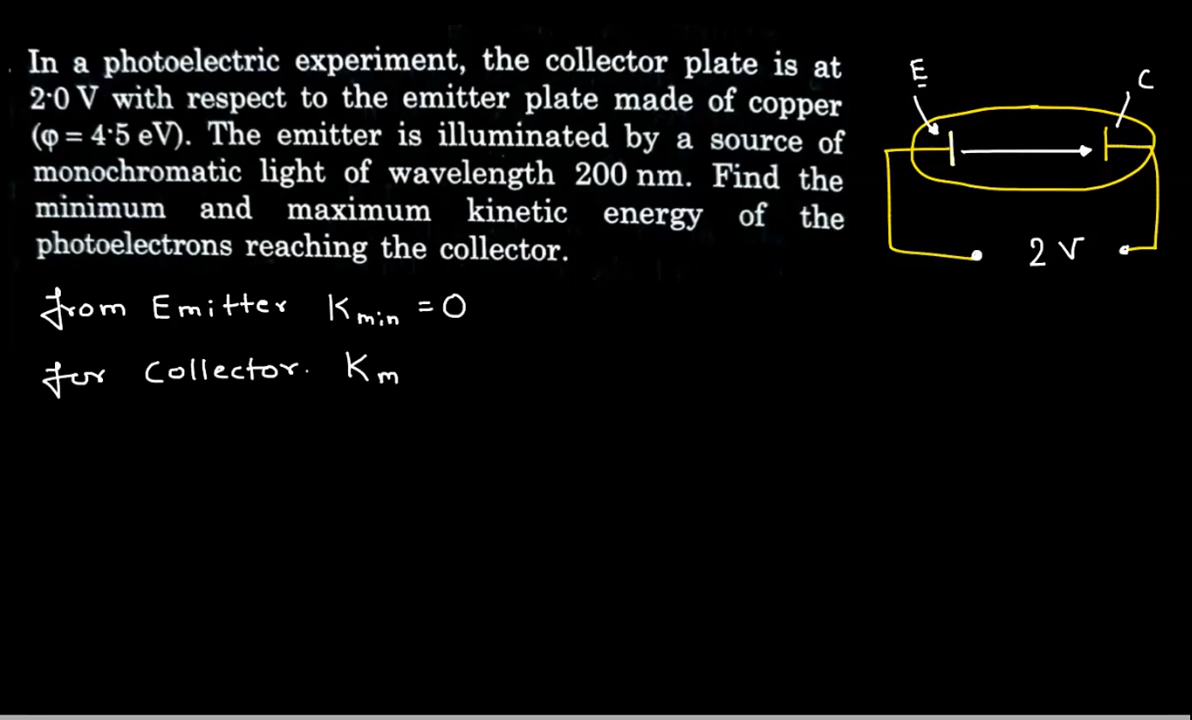 In a photoelectric experiment, the collector plate is at
2·0 V with respect to the emitter plate made of copper
(φ = 4·5 eV). The emitter is illuminated by a source of
monochromatic light of wavelength 200 nm. Find the
minimum and maximum kinetic energy of the
photoelectrons reaching the collector.
E
C
2 V
from Emitter Kmin = 0
for Collector. Km